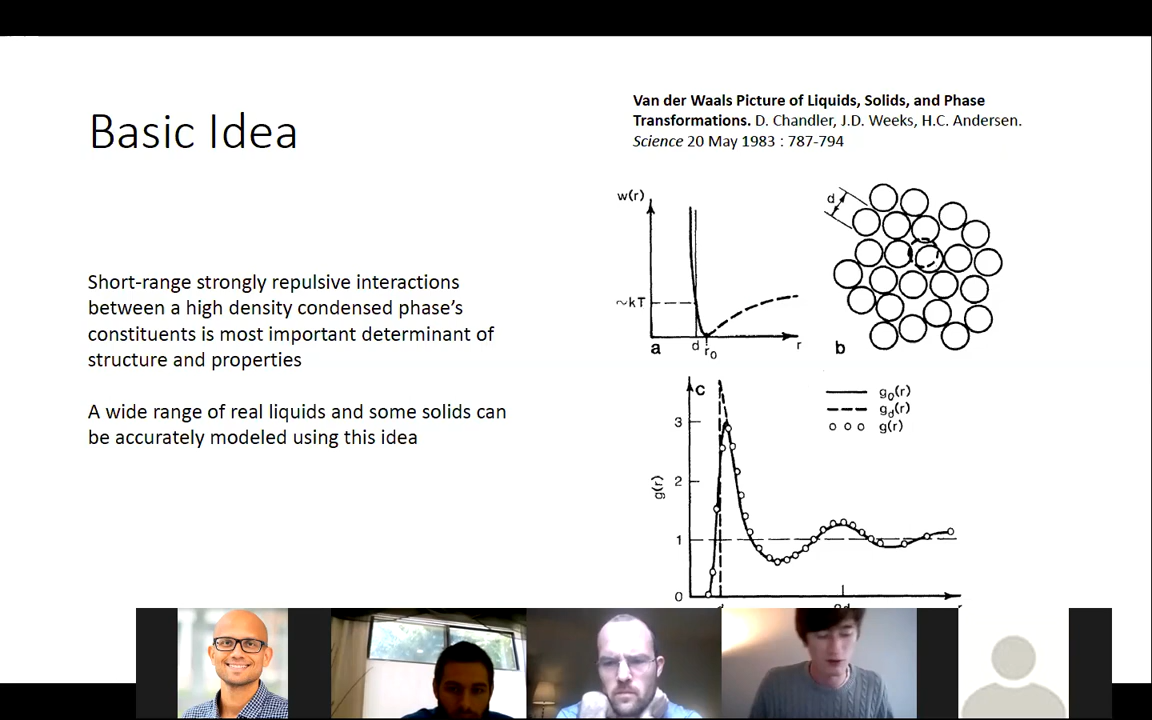 Basic Idea
Short-range strongly repulsive interactions
between a high density condensed phase’s
constituents is most important determinant of
structure and properties
A wide range of real liquids and some solids can
be accurately modeled using this idea
Van der Waals Picture of Liquids, Solids, and Phase
Transformations. D. Chandler, J.D. Weeks, H.C. Andersen.
Science 20 May 1983 : 787-794
w(r)
~kT
a
d
r₀
r
d
b
c
g₀(r)
g_d(r)
g(r)
3
g(r)
2
1
0